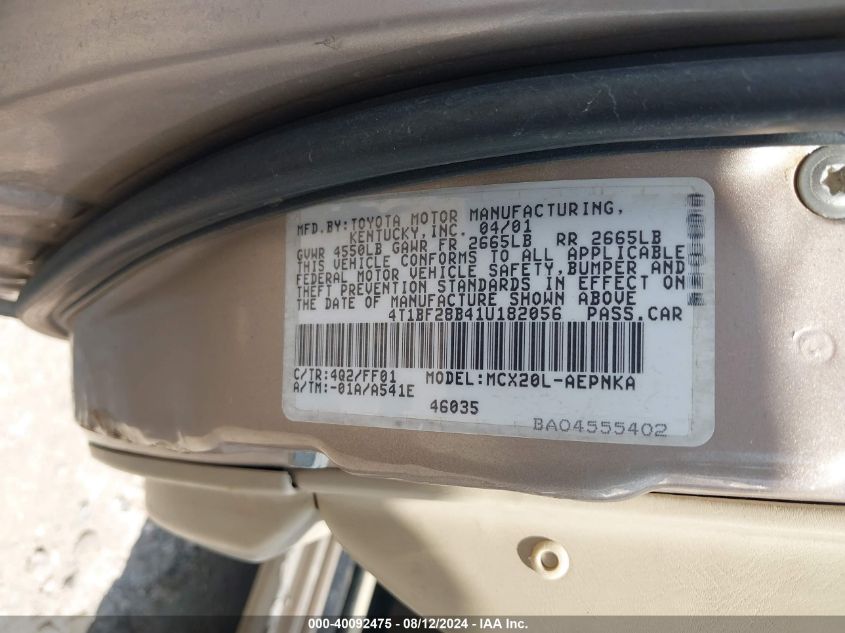 MFD.BY:TOYOTA MOTOR MANUFACTURING,
KENTUCKY,INC. 04/01
GVWR 4550LB GAWR FR 2665LB RR 2665LB
THIS VEHICLE CONFORMS TO ALL APPLICABLE
FEDERAL MOTOR VEHICLE SAFETY,BUMPER,AND
THEFT PREVENTION STANDARDS IN EFFECT ON
THE DATE OF MANUFACTURE SHOWN ABOVE
4T1BF28B41U182056 PASS.CAR
C/TR:4Q2/FF01 MODEL:MCX20L-AEPNKA
A/TM:-01A/A541E
46035
BA04555402
000-40092475 - 08/12/2024 - IAA Inc.